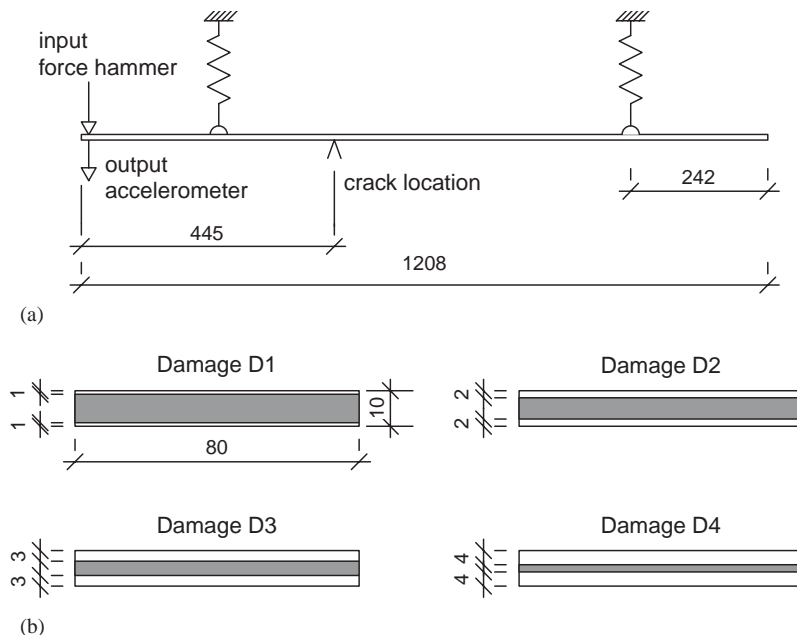 input
force hammer
output
accelerometer
crack location
242
445
1208
(a)
Damage D1
Damage D2
1
1
10
80
2
2
Damage D3
Damage D4
3
3
4
4
(b)